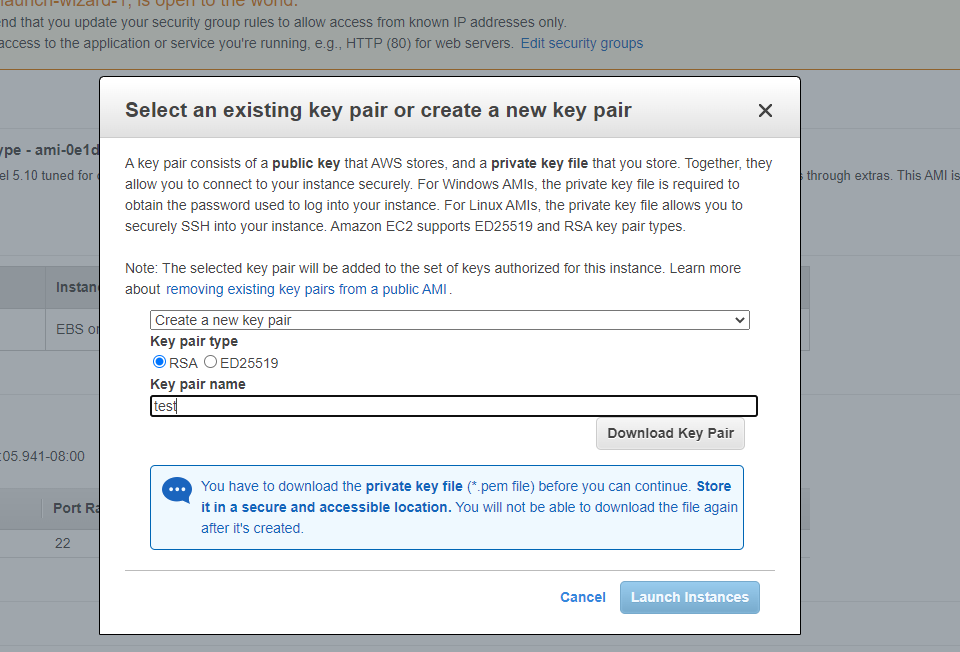 launch-wizard-1, is open to the world.
end that you update your security group rules to allow access from known IP addresses only.
access to the application or service you're running, e.g., HTTP (80) for web servers. Edit security groups
Select an existing key pair or create a new key pair
A key pair consists of a public key that AWS stores, and a private key file that you store. Together, they
allow you to connect to your instance securely. For Windows AMIs, the private key file is required to
obtain the password used to log into your instance. For Linux AMIs, the private key file allows you to
securely SSH into your instance. Amazon EC2 supports ED25519 and RSA key pair types.
ype - ami-0e1d
el 5.10 tuned for
s through extras. This AMI is
Note: The selected key pair will be added to the set of keys authorized for this instance. Learn more
about removing existing key pairs from a public AMI .
Instan
EBS o
Create a new key pair
Key pair type
RSA ED25519
Key pair name
test
Download Key Pair
:05.941-08:00
You have to download the private key file (*.pem file) before you can continue. Store
it in a secure and accessible location. You will not be able to download the file again
after it's created.
Port Ra
22
Cancel Launch Instances